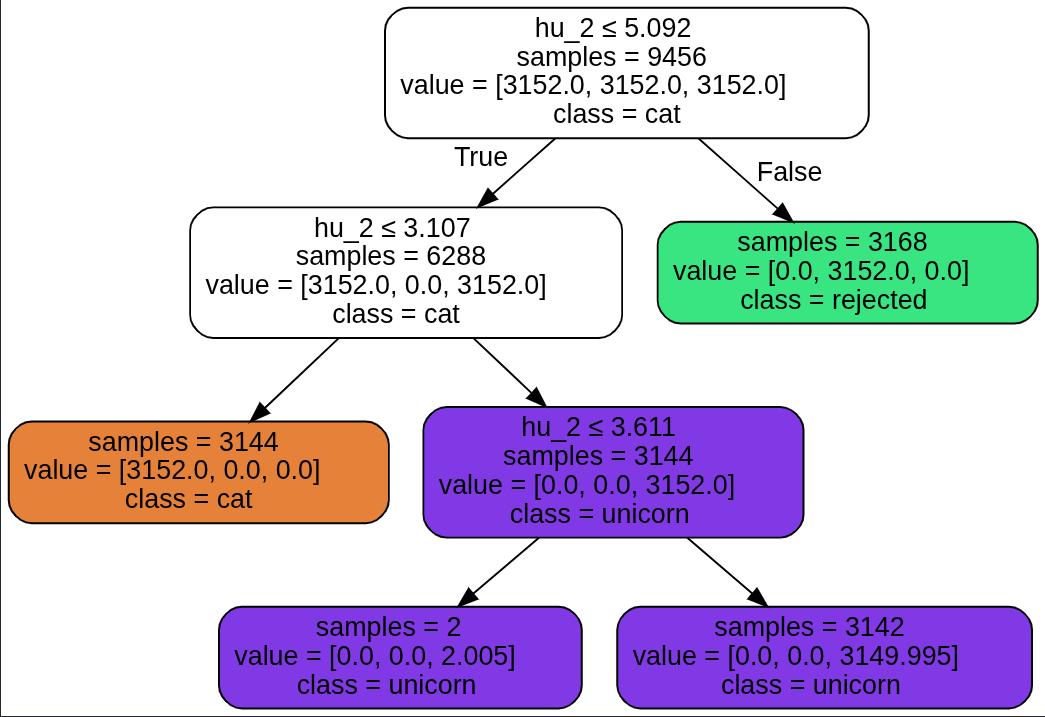 hu_2 ≤ 5.092
samples = 9456
value = [3152.0, 3152.0, 3152.0]
class = cat
True
False
hu_2 ≤ 3.107
samples = 6288
value = [3152.0, 0.0, 3152.0]
class = cat
samples = 3168
value = [0.0, 3152.0, 0.0]
class = rejected
samples = 3144
value = [3152.0, 0.0, 0.0]
class = cat
hu_2 ≤ 3.611
samples = 3144
value = [0.0, 0.0, 3152.0]
class = unicorn
samples = 2
value = [0.0, 0.0, 2.005]
class = unicorn
samples = 3142
value = [0.0, 0.0, 3149.995]
class = unicorn